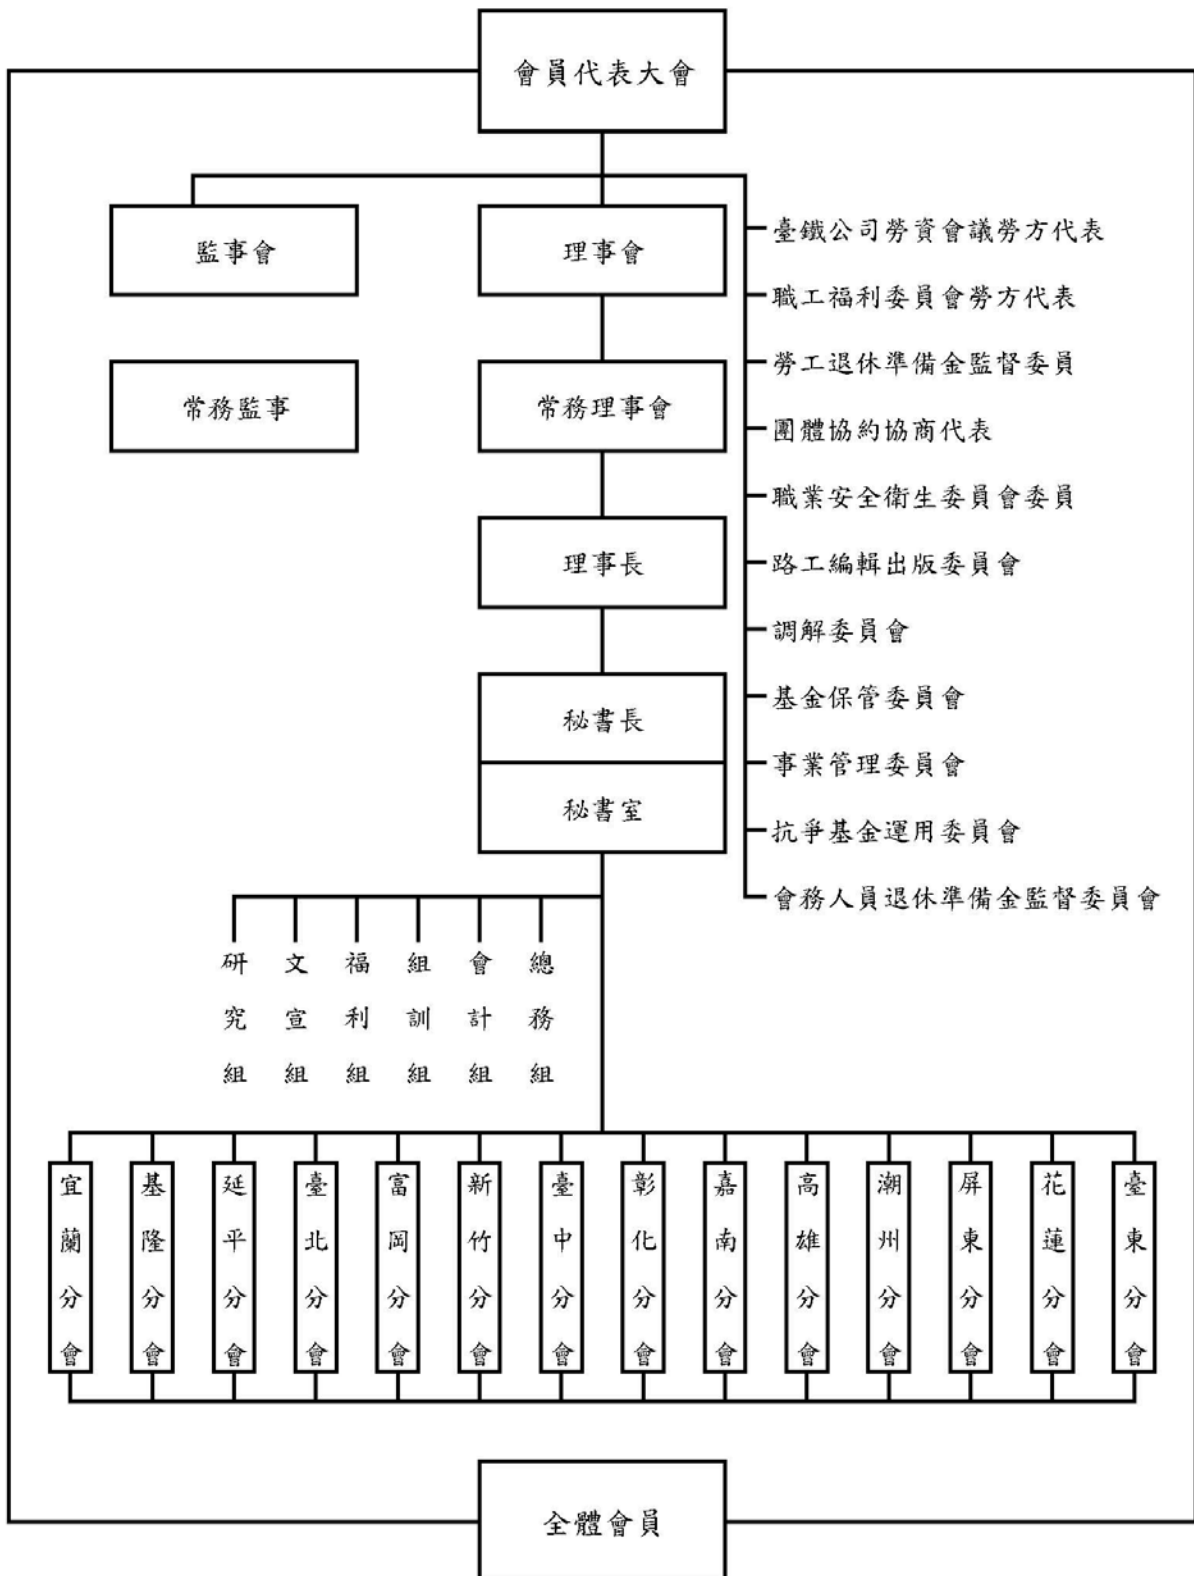 會員代表大會
監事會
理事會
常務監事
常務理事會
理事長
秘書長
秘書室
臺鐵公司勞資會議勞方代表
職工福利委員會勞方代表
勞工退休準備金監督委員
團體協約協商代表
職業安全衛生委員會委員
路工編輯出版委員會
調解委員會
基金保管委員會
事業管理委員會
抗爭基金運用委員會
會務人員退休準備金監督委員會
研究組
文宣組
福利組
組訓組
會計組
總務組
宜蘭分會
基隆分會
延平分會
臺北分會
富岡分會
新竹分會
臺中分會
彰化分會
嘉南分會
高雄分會
潮州分會
屏東分會
花蓮分會
臺東分會
全體會員